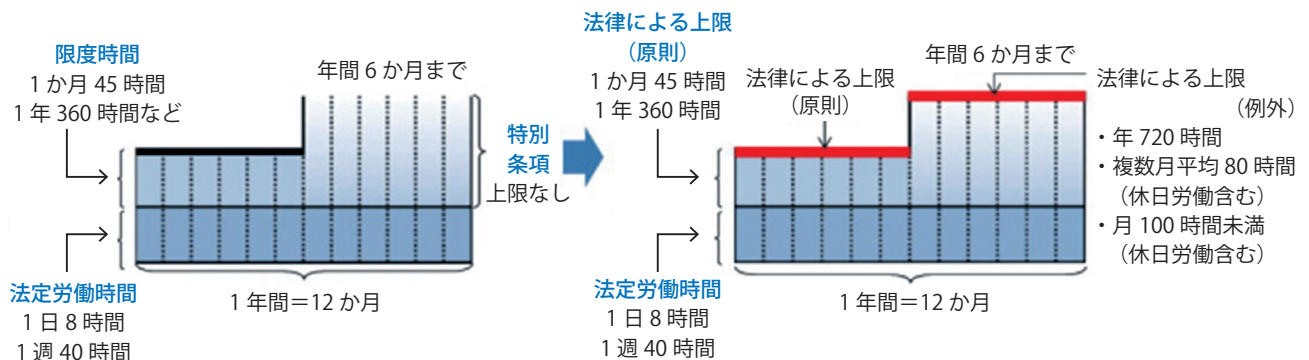 限度時間
1 か月 45 時間
1 年 360 時間など
年間 6 か月まで
特別
条項
上限なし
法定労働時間
1 日 8 時間
1 週 40 時間
1 年間＝12 か月
法律による上限
（原則）
1 か月 45 時間
1 年 360 時間
法律による上限
（原則）
年間 6 か月まで
法律による上限
（例外）
・年 720 時間
・複数月平均 80 時間
（休日労働含む）
・月 100 時間未満
（休日労働含む）
法定労働時間
1 日 8 時間
1 週 40 時間
1 年間＝12 か月